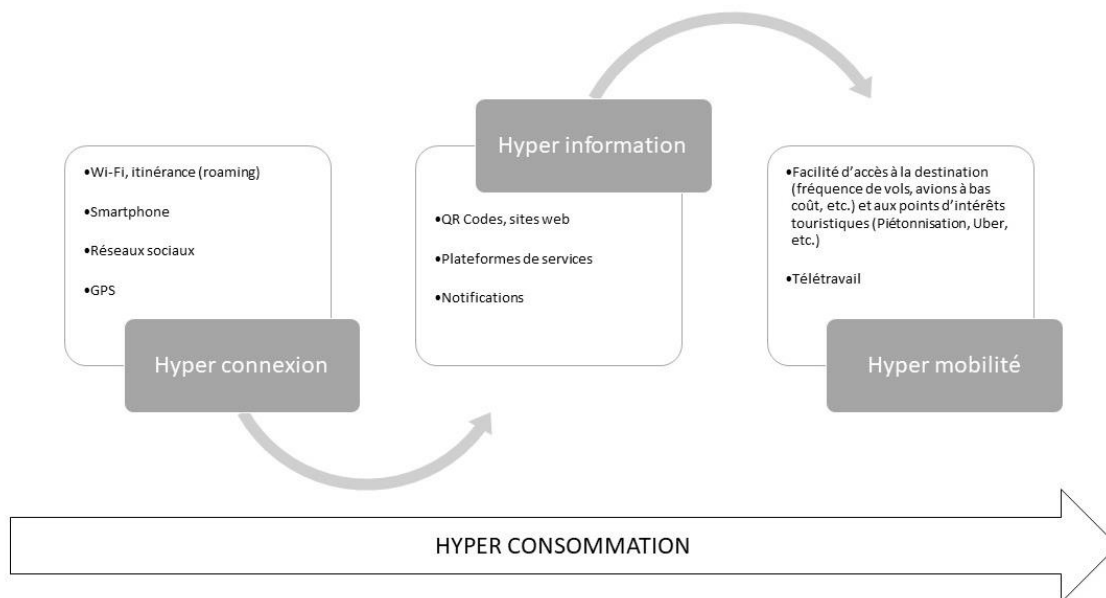 •Wi-Fi, itinérance (roaming)
•Smartphone
•Réseaux sociaux
•GPS
Hyper connexion
Hyper information
•QR Codes, sites web
•Plateformes de services
•Notifications
•Facilité d'accès à la destination
(fréquence de vols, avions à bas
coût, etc.) et aux points d'intérêts
touristiques (Piétonnisation, Uber,
etc.)
•Télétravail
Hyper mobilité
HYPER CONSOMMATION